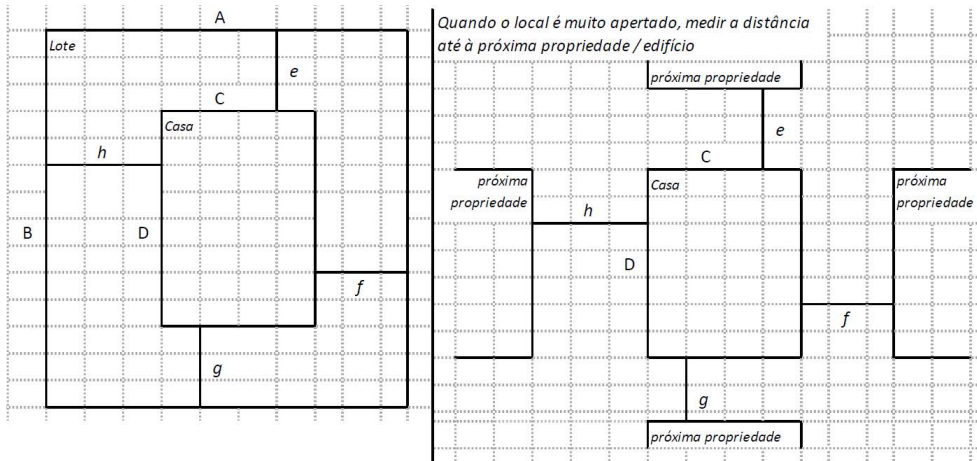 A
Lote
e
C
Casa
h
B
D
f
g
Quando o local é muito apertado, medir a distância
até à próxima propriedade / edifício
próxima propriedade
e
C
próxima
propriedade
Casa
próxima
propriedade
h
D
f
g
próxima propriedade